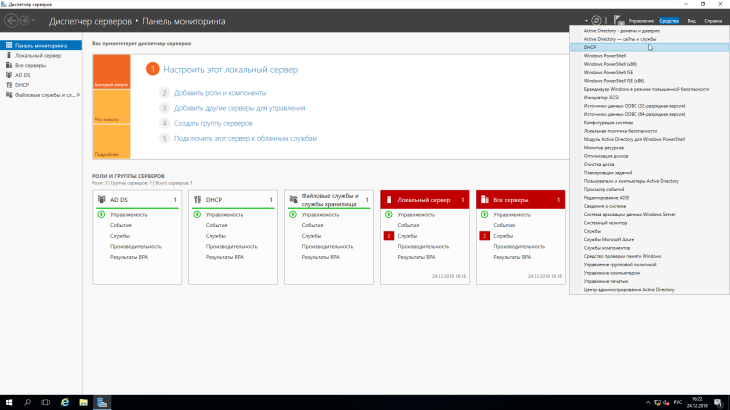 Диспетчер серверов
Диспетчер серверов • Панель мониторинга
Управление Средства Вид Справка
Панель мониторинга
Локальный сервер
Все серверы
AD DS
DHCP
Файловые службы и сл...
Вас приветствует диспетчер серверов
Быстрый запуск
Что нового
Подробнее
1 Настроить этот локальный сервер
2 Добавить роли и компоненты
3 Добавить другие серверы для управления
4 Создать группу серверов
5 Подключить этот сервер к облачным службам
РОЛИ И ГРУППЫ СЕРВЕРОВ
Роли: 3 | Группы серверов: 1 | Всего серверов: 1
AD DS 1
Управляемость
События
Службы
Производительность
Результаты BPA
DHCP 1
Управляемость
События
Службы
Производительность
Результаты BPA
Файловые службы и службы хранилища 1
Управляемость
События
Службы
Производительность
Результаты BPA
Локальный сервер 1
Управляемость
События
2 Службы
Производительность
Результаты BPA
24.12.2018 16:18
Все серверы 1
Управляемость
События
2 Службы
Производительность
Результаты BPA
24.12.2018 16:18
Active Directory - домены и доверие
Active Directory — сайты и службы
DHCP
Windows PowerShell
Windows PowerShell (x86)
Windows PowerShell ISE
Windows PowerShell ISE (x86)
Брандмауэр Windows в режиме повышенной безопасности
Инициатор iSCSI
Источники данных ODBC (32-разрядная версия)
Источники данных ODBC (64-разрядная версия)
Конфигурация системы
Локальная политика безопасности
Модуль Active Directory для Windows PowerShell
Монитор ресурсов
Оптимизация дисков
Очистка диска
Планировщик заданий
Пользователи и компьютеры Active Directory
Просмотр событий
Редактирование ADSI
Сведения о системе
Система архивации данных Windows Server
Системный монитор
Службы
Службы Microsoft Azure
Службы компонентов
Средство проверки памяти Windows
Управление групповой политикой
Управление компьютером
Управление печатью
Центр администрирования Active Directory
РУС
16:22
24.12.2018